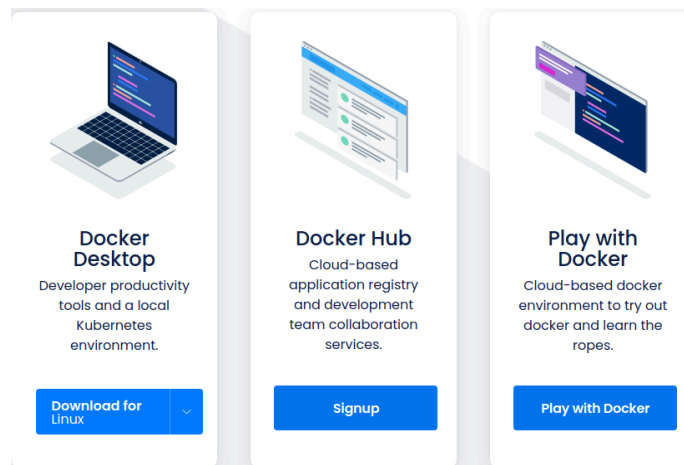 Docker
Desktop
Developer productivity
tools and a local
Kubernetes
environment.
Download for
Linux
Docker Hub
Cloud-based
application registry
and development
team collaboration
services.
Signup
Play with
Docker
Cloud-based docker
environment to try out
docker and learn the
ropes.
Play with Docker